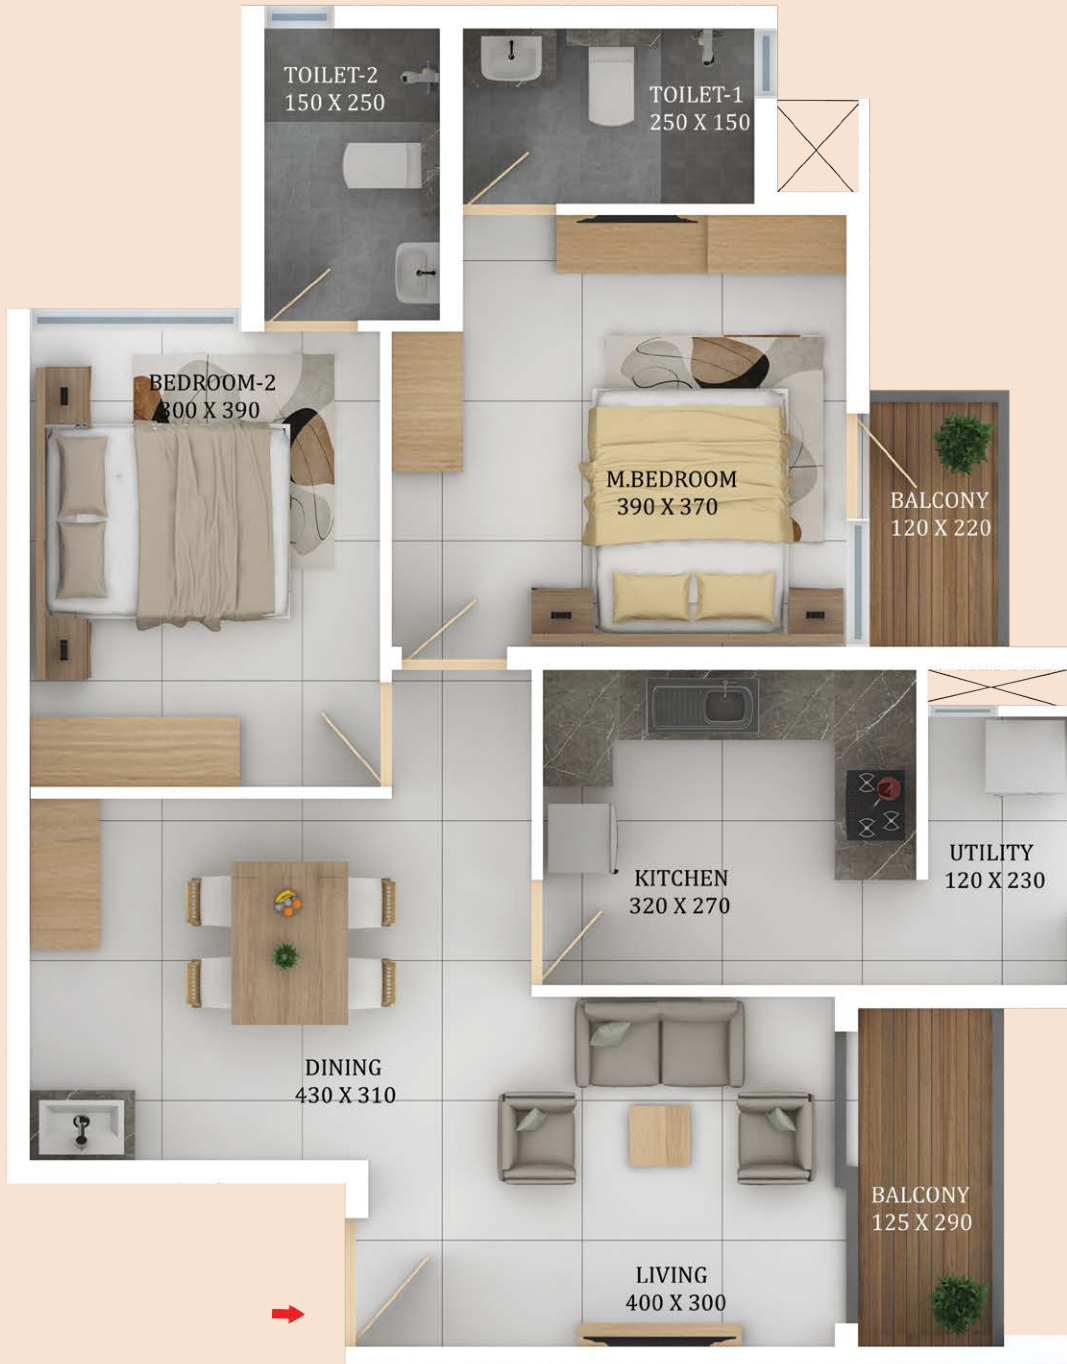 TOILET-2
150 X 250
TOILET-1
250 X 150
BEDROOM-2
300 X 390
M.BEDROOM
390 X 370
BALCONY
120 X 220
KITCHEN
320 X 270
UTILITY
120 X 230
DINING
430 X 310
BALCONY
125 X 290
LIVING
400 X 300